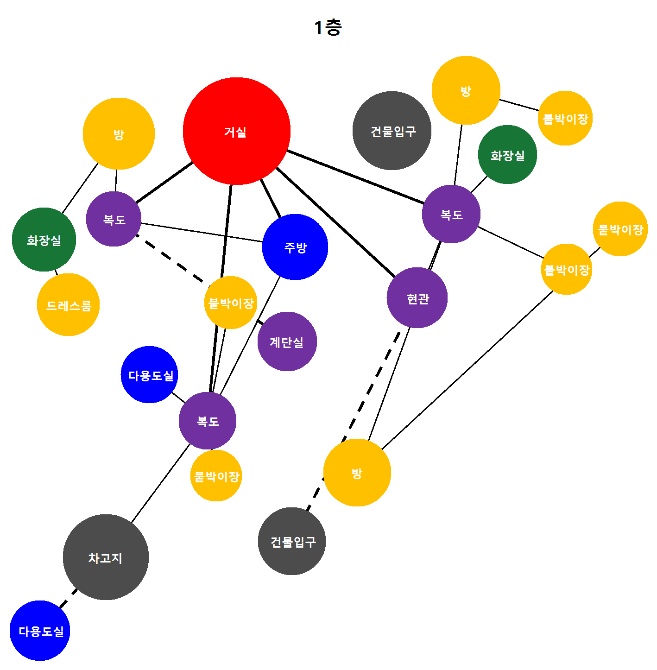 1층
방
거실
건물입구
방
붙박이장
화장실
복도
복도
화장실
주방
붙박이장
붙박이장
드레스룸
붙박이장
현관
계단실
다용도실
복도
붙박이장
방
건물입구
차고지
다용도실